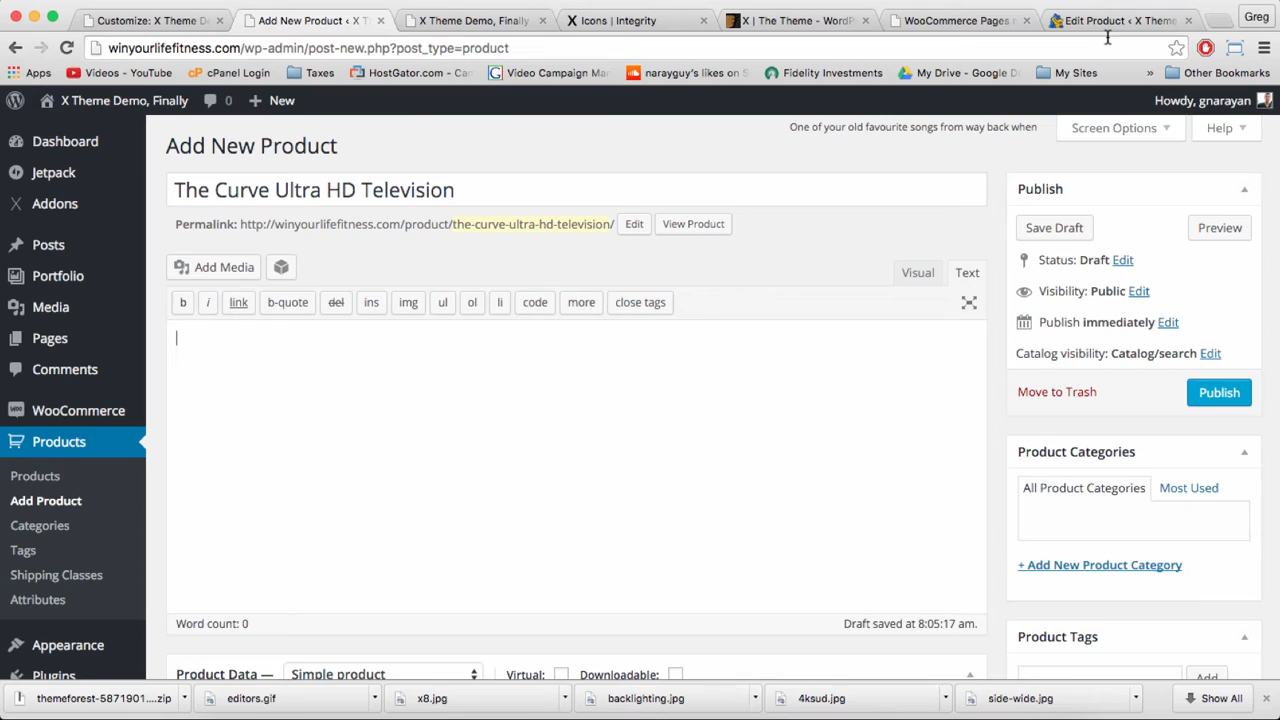 Customize: X Theme D
Add New Product ‹ X T
X Theme Demo, Finally
Icons | Integrity
X | The Theme - WordP
WooCommerce Pages n
Edit Product ‹ X Theme
Greg
winyourlifefitness.com/wp-admin/post-new.php?post_type=product
Apps
Videos - YouTube
cPanel Login
Taxes
HostGator.com - Ca
Video Campaign Ma
narayguy's likes on S
Fidelity Investments
My Drive - Google D
My Sites
»
Other Bookmarks
X Theme Demo, Finally
0
+ New
Howdy, gnarayan
Dashboard
Jetpack
Addons
Posts
Portfolio
Media
Pages
Comments
WooCommerce
Products
Products
Add Product
Categories
Tags
Shipping Classes
Attributes
Appearance
Plugins
One of your old favourite songs from way back when
Screen Options
Help
Add New Product
The Curve Ultra HD Television
Permalink: http://winyourlifefitness.com/product/the-curve-ultra-hd-television/
Edit
View Product
Add Media
Visual
Text
b
i
link
b-quote
del
ins
img
ul
ol
li
code
more
close tags
Word count: 0
Draft saved at 8:05:17 am.
Product Data —
Simple product
Virtual:
Downloadable:
Publish
Save Draft
Preview
Status: Draft Edit
Visibility: Public Edit
Publish immediately Edit
Catalog visibility: Catalog/search Edit
Move to Trash
Publish
Product Categories
All Product Categories
Most Used
+ Add New Product Category
Product Tags
Add
themeforest-5871901....zip
editors.gif
x8.jpg
backlighting.jpg
4ksud.jpg
side-wide.jpg
Show All